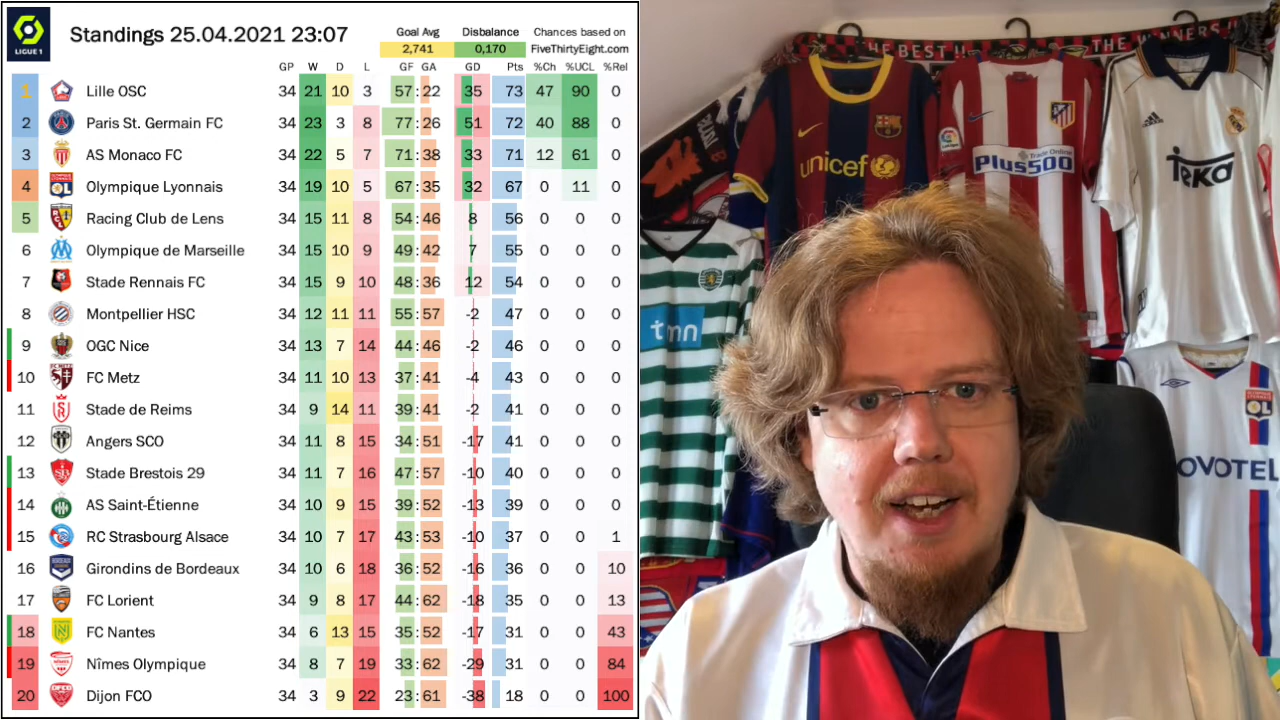 LIGUE 1
Standings 25.04.2021 23:07
Goal Avg Disbalance Chances based on
2,741 0,170 FiveThirtyEight.com
GP W D L GF GA GD Pts %Ch %UCL %Rel
1 Lille OSC 34 21 10 3 57:22 35 73 47 90 0
2 Paris St. Germain FC 34 23 3 8 77:26 51 72 40 88 0
3 AS Monaco FC 34 22 5 7 71:38 33 71 12 61 0
4 Olympique Lyonnais 34 19 10 5 67:35 32 67 0 11 0
5 Racing Club de Lens 34 15 11 8 54:46 8 56 0 0 0
6 Olympique de Marseille 34 15 10 9 49:42 7 55 0 0 0
7 Stade Rennais FC 34 15 9 10 48:36 12 54 0 0 0
8 Montpellier HSC 34 12 11 11 55:57 -2 47 0 0 0
9 OGC Nice 34 13 7 14 44:46 -2 46 0 0 0
10 FC Metz 34 11 10 13 37:41 -4 43 0 0 0
11 Stade de Reims 34 9 14 11 39:41 -2 41 0 0 0
12 Angers SCO 34 11 8 15 34:51 -17 41 0 0 0
13 Stade Brestois 29 34 11 7 16 47:57 -10 40 0 0 0
14 AS Saint-Étienne 34 10 9 15 39:52 -13 39 0 0 0
15 RC Strasbourg Alsace 34 10 7 17 43:53 -10 37 0 0 1
16 Girondins de Bordeaux 34 10 6 18 36:52 -16 36 0 0 10
17 FC Lorient 34 9 8 17 44:62 -18 35 0 0 13
18 FC Nantes 34 6 13 15 35:52 -17 31 0 0 43
19 Nîmes Olympique 34 8 7 19 33:62 -29 31 0 0 84
20 Dijon FCO 34 3 9 22 23:61 -38 18 0 0 100
THE BEST !!
THE WINNERS
unicef
Trade Online
Plus500
adidas
Teka
tmn
OL
NOVOTEL